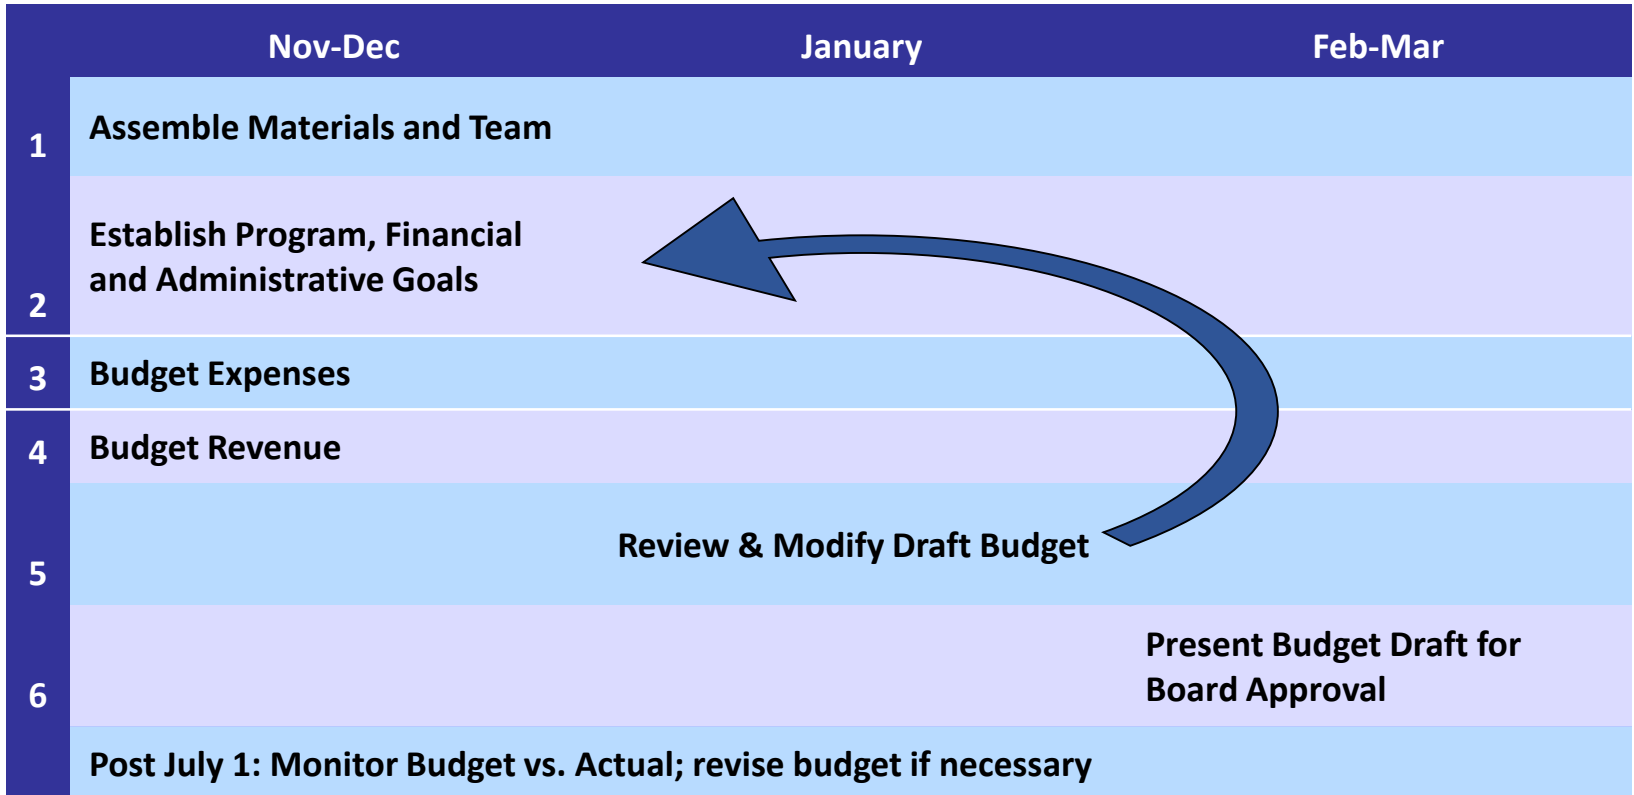 Nov-Dec January Feb-Mar
1 Assemble Materials and Team
Establish Program, Financial
and Administrative Goals
2
3 Budget Expenses
4 Budget Revenue
Review & Modify Draft Budget
5
Present Budget Draft for
Board Approval
6
Post July 1: Monitor Budget vs. Actual; revise budget if necessary